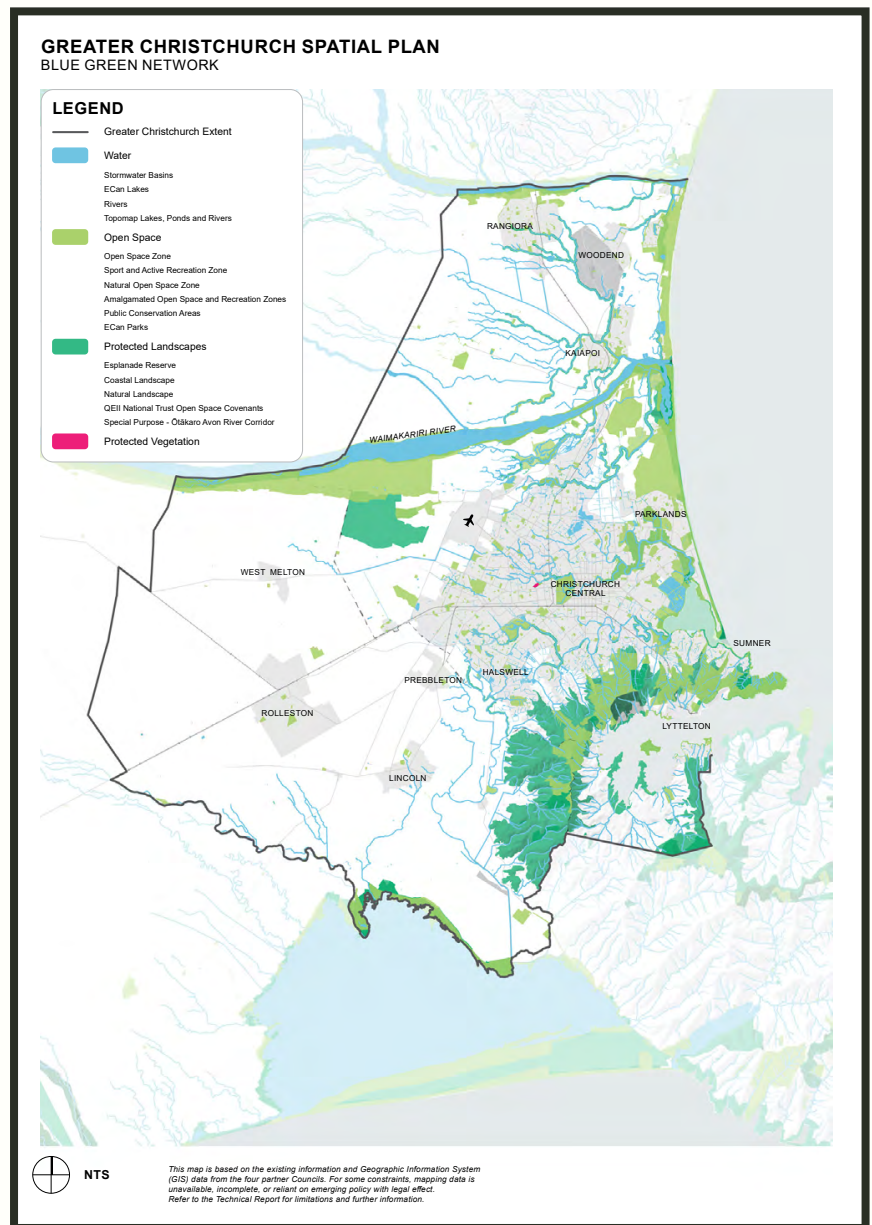 GREATER CHRISTCHURCH SPATIAL PLAN
BLUE GREEN NETWORK
LEGEND
Greater Christchurch Extent
Water
Stormwater Basins
ECan Lakes
Rivers
Topomap Lakes, Ponds and Rivers
Open Space
Open Space Zone
Sport and Active Recreation Zone
Natural Open Space Zone
Amalgamated Open Space and Recreation Zones
Public Conservation Areas
ECan Parks
Protected Landscapes
Esplanade Reserve
Coastal Landscape
Natural Landscape
QEII National Trust Open Space Covenants
Special Purpose - Ōtākaro Avon River Corridor
Protected Vegetation
RANGIORA
WOODEND
KAIAPOI
WAIMAKARIRI RIVER
PARKLANDS
WEST MELTON
CHRISTCHURCH
CENTRAL
SUMNER
PREBBLETON
HALSWELL
ROLLESTON
LYTTELTON
LINCOLN
NTS
This map is based on the existing information and Geographic Information System
(GIS) data from the four partner Councils. For some constraints, mapping data is
unavailable, incomplete, or reliant on emerging policy with legal effect.
Refer to the Technical Report for limitations and further information.